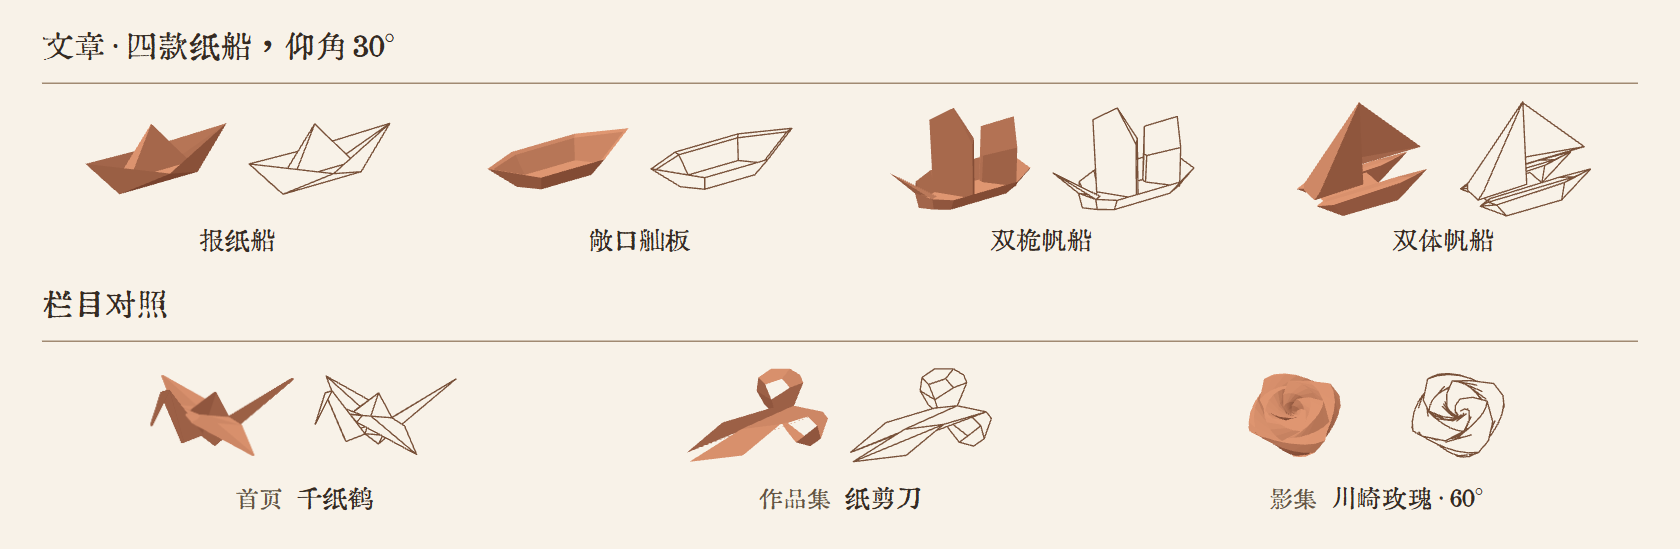 文章·四款纸船，仰角30°
报纸船
敞口舢板
双桅帆船
双体帆船
栏目对照
首页 千纸鹤
作品集 纸剪刀
影集 川崎玫瑰·60°